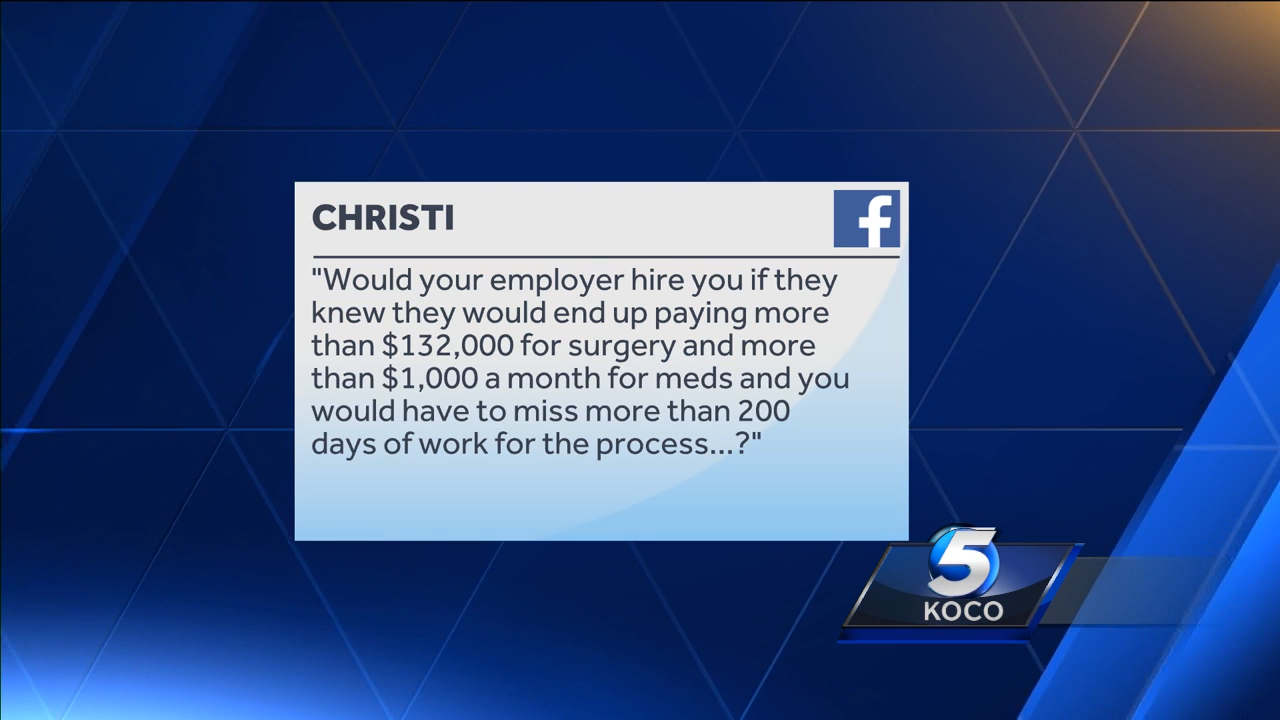 CHRISTI
f
"Would your employer hire you if they
knew they would end up paying more
than $132,000 for surgery and more
than $1,000 a month for meds and you
would have to miss more than 200
days of work for the process...?"
5
KOCO